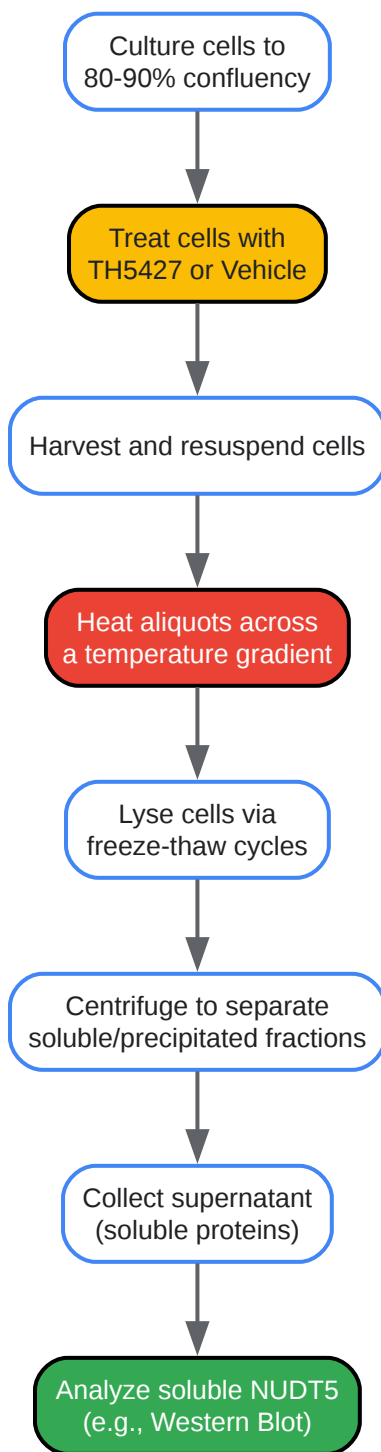 Culture cells to
80-90% confluency
Treat cells with
TH5427 or Vehicle
Harvest and resuspend cells
Heat aliquots across
a temperature gradient
Lyse cells via
freeze-thaw cycles
Centrifuge to separate
soluble/precipitated fractions
Collect supernatant
(soluble proteins)
Analyze soluble NUDT5
(e.g., Western Blot)